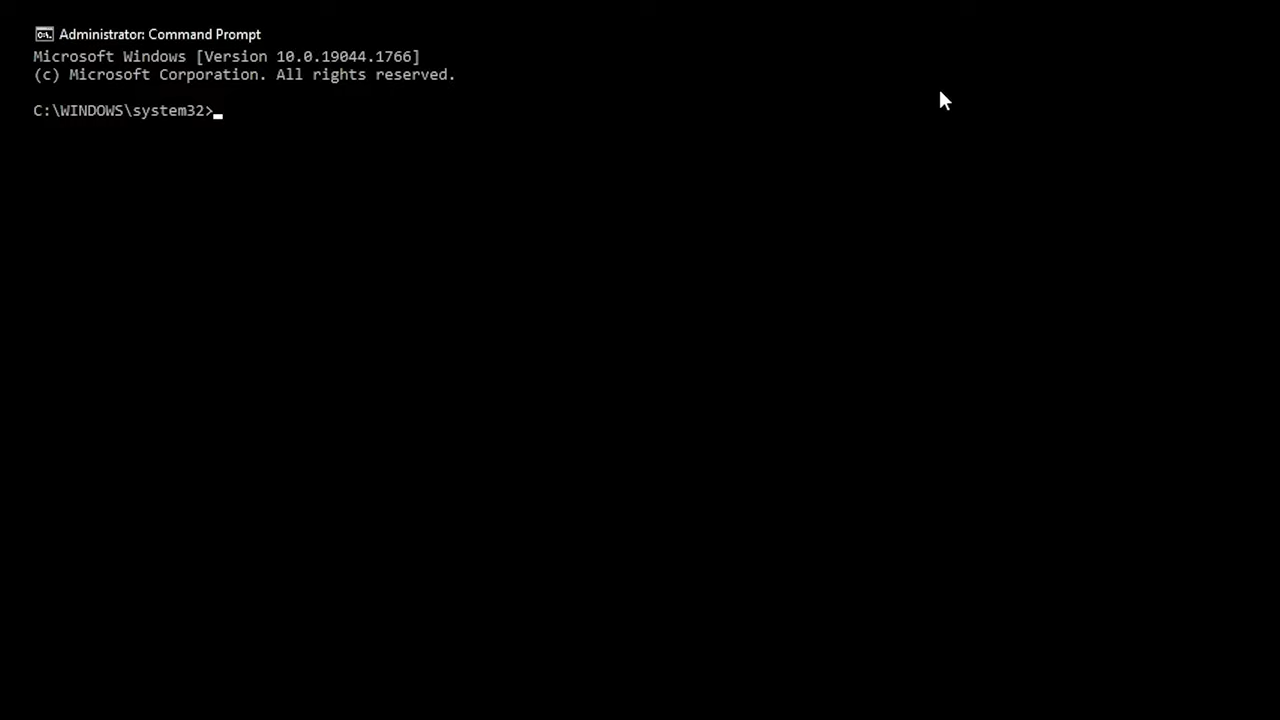 Administrator: Command Prompt
Microsoft Windows [Version 10.0.19044.1766]
(c) Microsoft Corporation. All rights reserved.
C:\WINDOWS\system32>